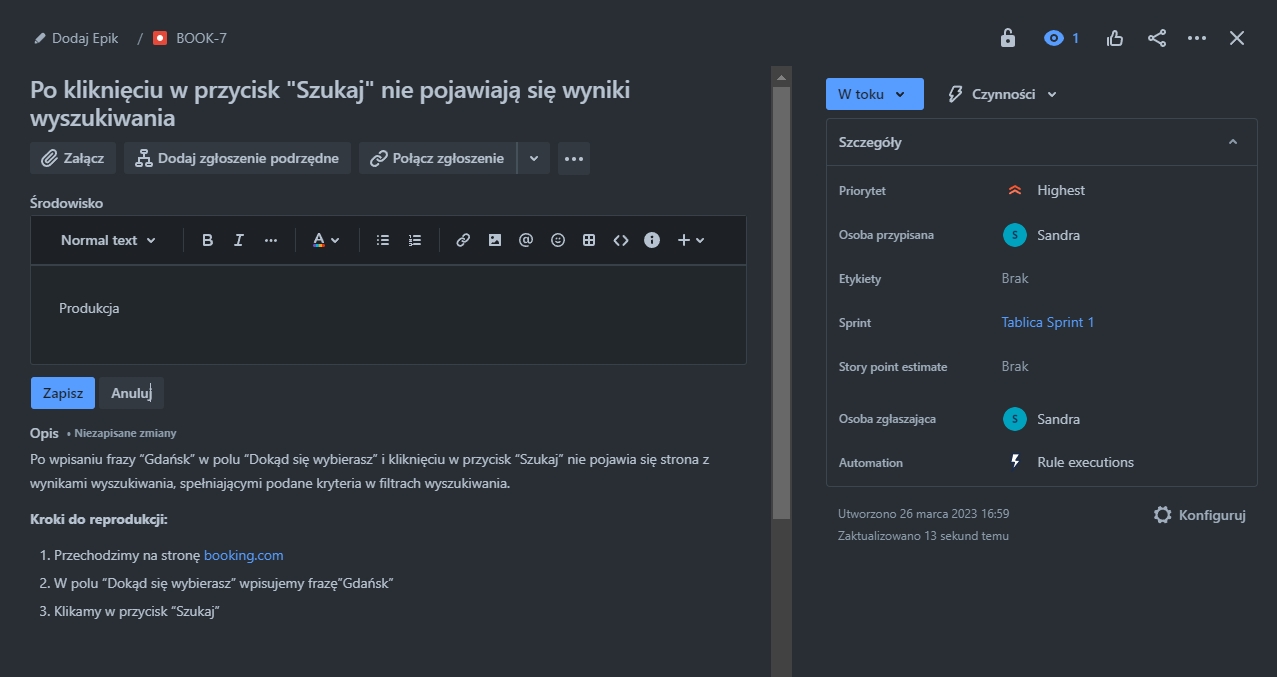 Dodaj Epik / BOOK-7
1
Po kliknięciu w przycisk "Szukaj" nie pojawiają się wyniki
wyszukiwania
Załącz Dodaj zgłoszenie podrzędne Połącz zgłoszenie
Środowisko
Normal text B I A
Produkcja
Zapisz Anuluj
Opis • Niezapisane zmiany
Po wpisaniu frazy “Gdańsk” w polu “Dokąd się wybierasz” i kliknięciu w przycisk “Szukaj” nie pojawia się strona z
wynikami wyszukiwania, spełniającymi podane kryteria w filtrach wyszukiwania.
Kroki do reprodukcji:
1. Przechodzimy na stronę booking.com
2. W polu “Dokąd się wybierasz” wpisujemy frazę“Gdańsk”
3. Klikamy w przycisk “Szukaj”
W toku Czynności
Szczegóły
Priorytet Highest
Osoba przypisana S Sandra
Etykiety Brak
Sprint Tablica Sprint 1
Story point estimate Brak
Osoba zgłaszająca S Sandra
Automation Rule executions
Utworzono 26 marca 2023 16:59
Zaktualizowano 13 sekund temu
Konfiguruj